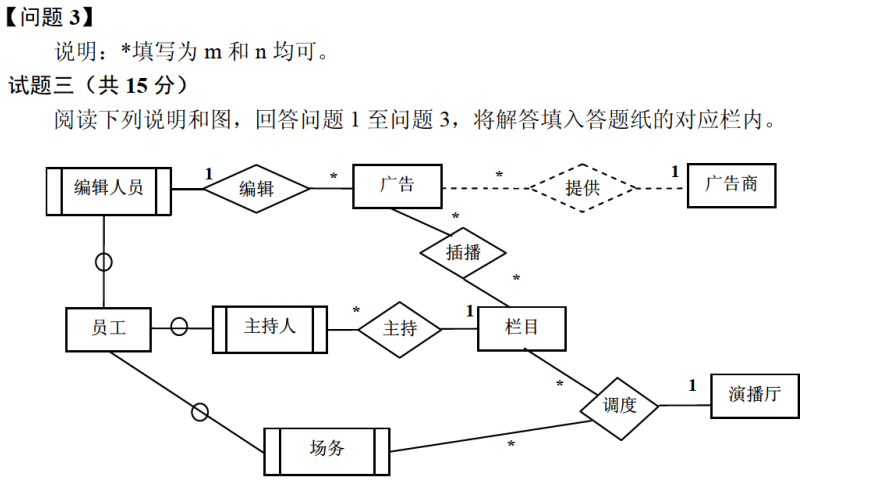 【问题 3】
说明：*填写为 m 和 n 均可。
试题三（共 15 分）
阅读下列说明和图，回答问题 1 至问题 3，将解答填入答题纸的对应栏内。
编辑人员 1 编辑 * 广告 * 提供 1 广告商
*
插播
*
员工 主持人 * 主持 1 栏目
*
调度 1 演播厅
场务 *